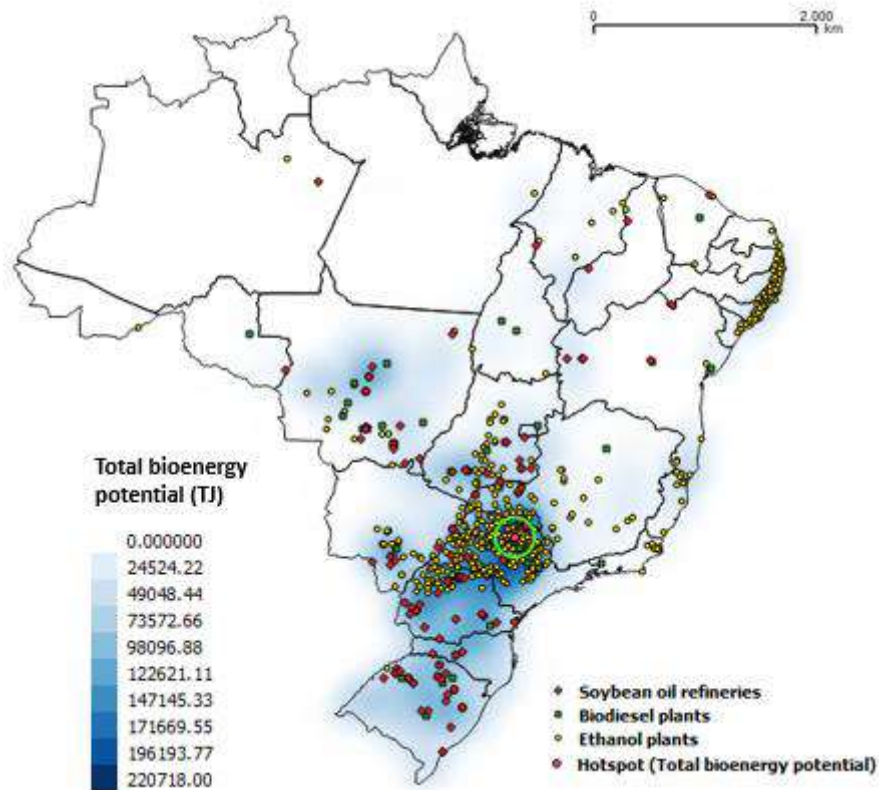 0 2.000
km
Total bioenergy
potential (TJ)
0.000000
24524.22
49048.44
73572.66
98096.88
122621.11
147145.33
171669.55
196193.77
220718.00
Soybean oil refineries
Biodiesel plants
Ethanol plants
Hotspot (Total bioenergy potential)